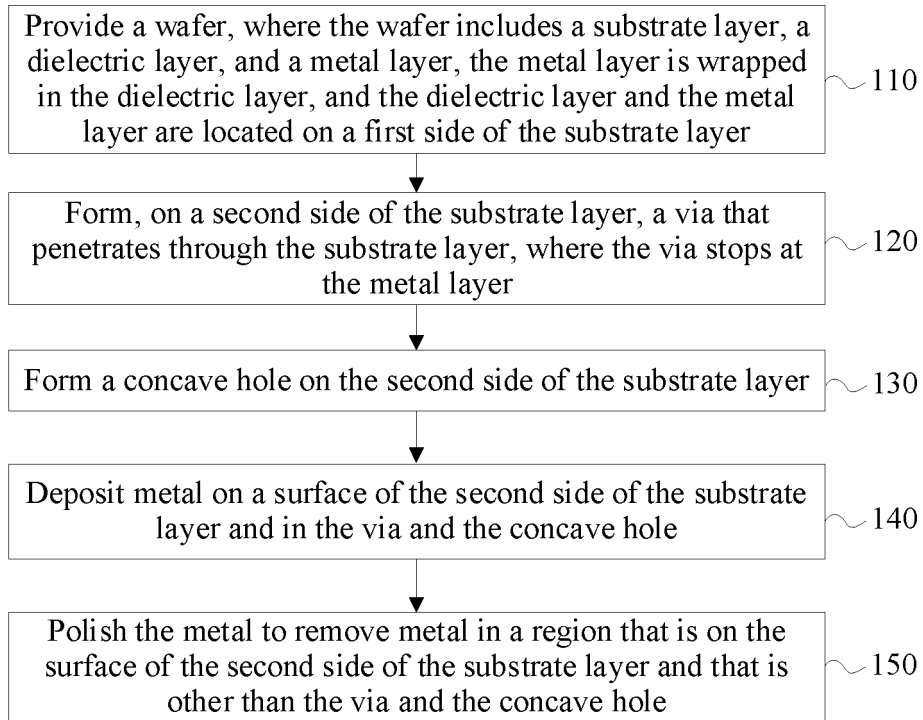 Provide a wafer, where the wafer includes a substrate layer, a
dielectric layer, and a metal layer, the metal layer is wrapped
in the dielectric layer, and the dielectric layer and the metal
layer are located on a first side of the substrate layer
110
Form, on a second side of the substrate layer, a via that
penetrates through the substrate layer, where the via stops at
the metal layer
120
Form a concave hole on the second side of the substrate layer
130
Deposit metal on a surface of the second side of the substrate
layer and in the via and the concave hole
140
Polish the metal to remove metal in a region that is on the
surface of the second side of the substrate layer and that is
other than the via and the concave hole
150